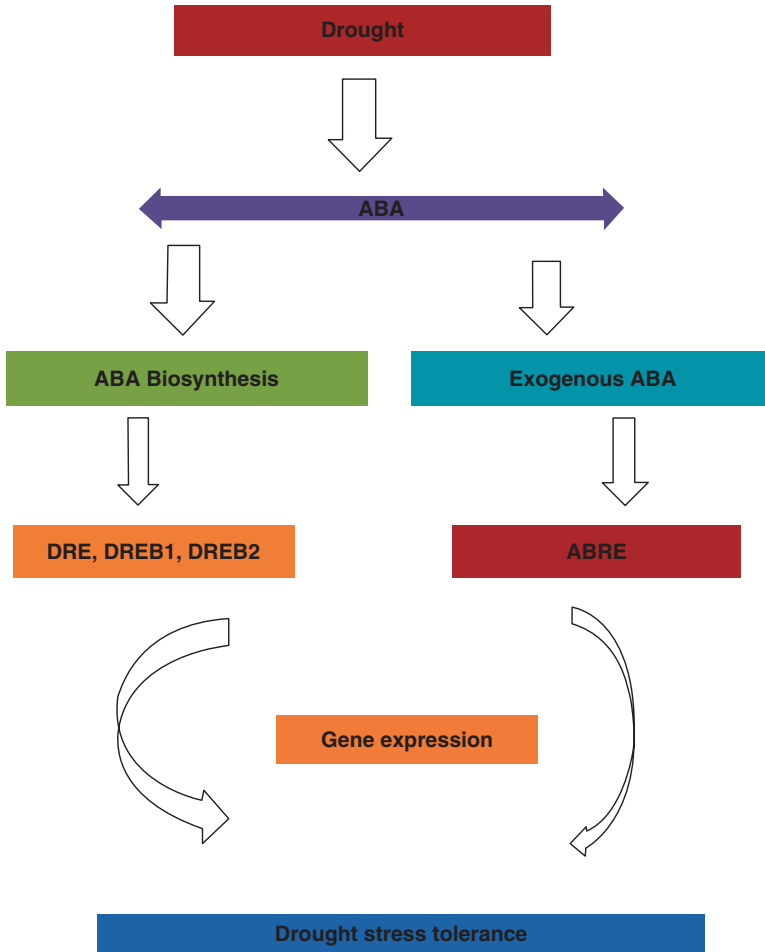 Drought
ABA
ABA Biosynthesis
Exogenous ABA
DRE, DREB1, DREB2
ABRE
Gene expression
Drought stress tolerance